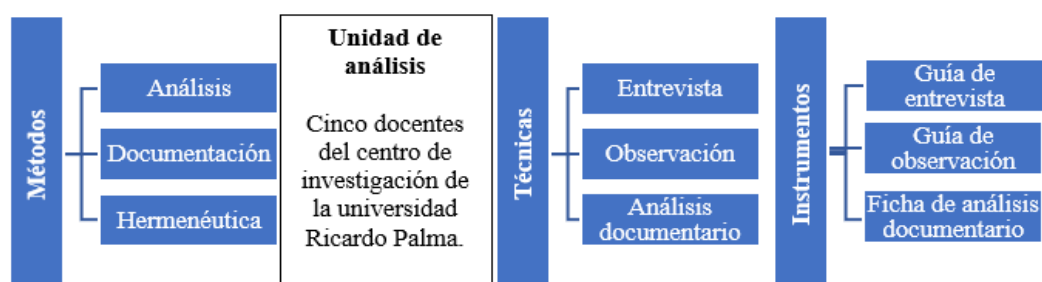 Métodos
Análisis
Documentación
Hermenéutica
Unidad de
análisis
Cinco docentes
del centro de
investigación de
la universidad
Ricardo Palma.
Técnicas
Entrevista
Observación
Análisis
documentario
Instrumentos
Guía de
entrevista
Guía de
observación
Ficha de análisis
documentario